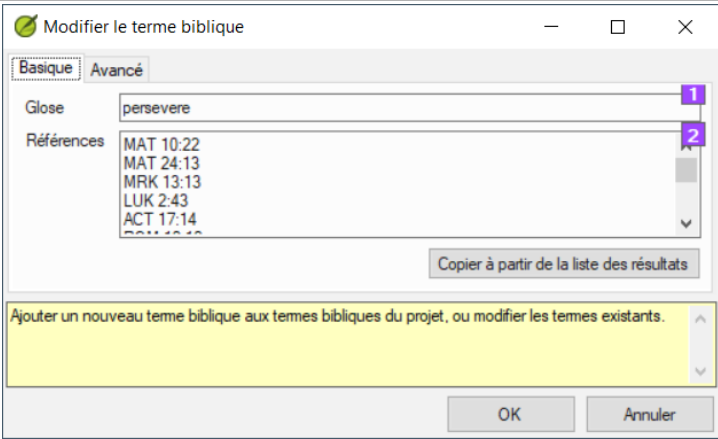 Modifier le terme biblique
Basique Avancé
Glose persevere 1
Références 2
MAT 10:22
MAT 24:13
MRK 13:13
LUK 2:43
ACT 17:14
Copier à partir de la liste des résultats
Ajouter un nouveau terme biblique aux termes bibliques du projet, ou modifier les termes existants.
OK Annuler